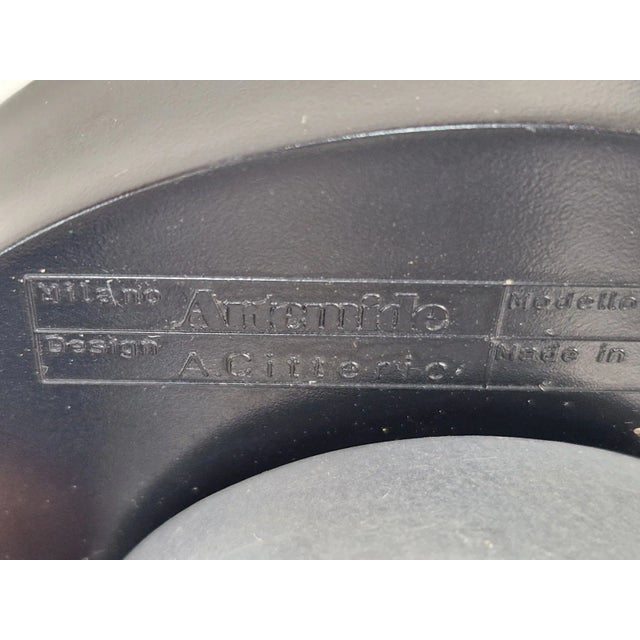 Milano Artemide Modello
Design A.Citterio Made in